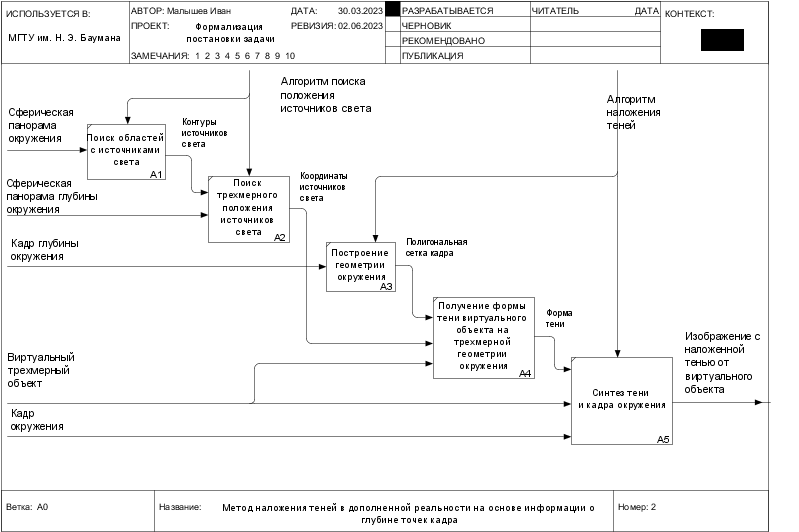 ИСПОЛЬЗУЕТСЯ В:
МГТУ им. Н. Э. Баумана
АВТОР: Малышев Иван
ДАТА: 30.03.2023
ПРОЕКТ: Формализация
постановки задачи
РЕВИЗИЯ: 02.06.2023
ЗАМЕЧАНИЯ: 1 2 3 4 5 6 7 8 9 10
РАЗРАБАТЫВАЕТСЯ
ЧЕРНОВИК
РЕКОМЕНДОВАНО
ПУБЛИКАЦИЯ
ЧИТАТЕЛЬ ДАТА
КОНТЕКСТ:
Алгоритм поиска
положения
источников света
Алгоритм
наложения
теней
Сферическая
панорама
окружения
Поиск областей
с источниками
света
A1
Контуры
источников
света
Сферическая
панорама глубины
окружения
Поиск
трехмерного
положения
источников
света
A2
Координаты
источников
света
Кадр глубины
окружения
Построение
геометрии
окружения
A3
Полигональная
сетка кадра
Получение формы
тени виртуального
объекта на
трехмерной
геометрии
окружения
A4
Форма
тени
Виртуальный
трехмерный
объект
Кадр
окружения
Синтез тени
и кадра окружения
A5
Изображение с
наложенной
тенью от
виртуального
объекта
Ветка: A0
Название: Метод наложения теней в дополненной реальности на основе информации о
глубине точек кадра
Номер: 2